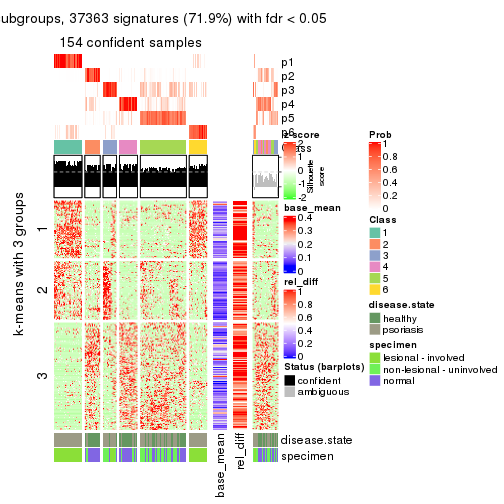 subgroups, 37363 signatures (71.9%) with fdr < 0.05
154 confident samples
p1
p2
p3
p4
p5
z-score
2
1
0
-1
-2
Silhouette
score
Prob
1
0.8
0.6
0.4
0.2
0
base_mean
0.4
0.3
0.2
0.1
0
Class
1
2
3
4
5
6
rel_diff
1
0.8
0.6
0.4
0.2
0
disease.state
healthy
psoriasis
specimen
lesional - involved
non-lesional - uninvolved
normal
Status (barplots)
confident
ambiguous
k-means with 3 groups
1
2
3
disease.state
specimen
base_mean
rel_diff